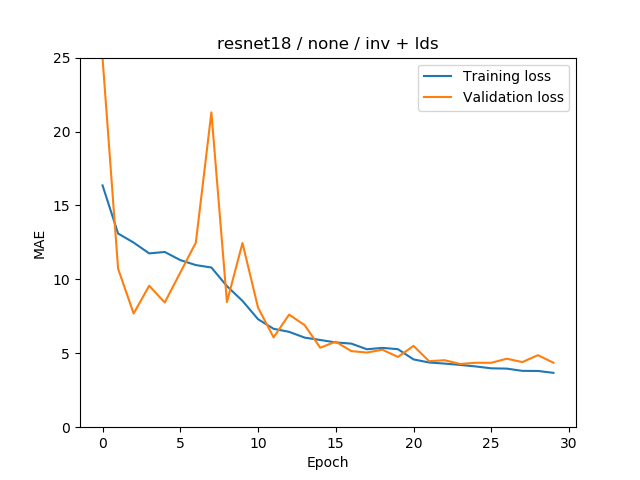 resnet18 / none / inv + lds
Training loss
Validation loss
MAE
25
20
15
10
5
0
0 5 10 15 20 25 30
Epoch